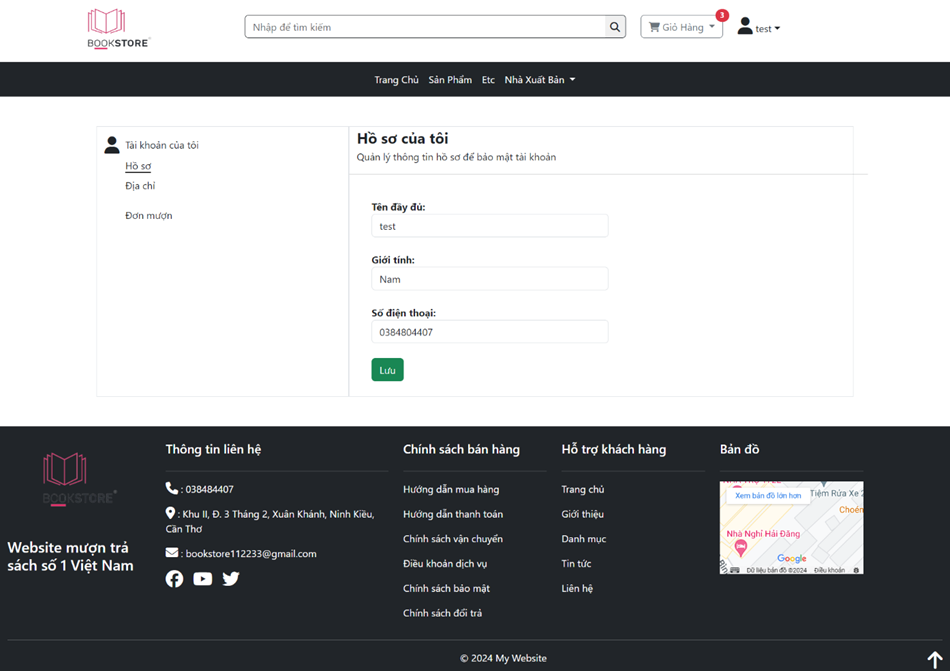 BOOKSTORE
Nhập để tìm kiếm
Giỏ Hàng
3
test
Trang Chủ
Sản Phẩm
Etc
Nhà Xuất Bản
Tài khoản của tôi
Hồ sơ
Địa chỉ
Đơn mượn
Hồ sơ của tôi
Quản lý thông tin hồ sơ để bảo mật tài khoản
Tên đầy đủ:
test
Giới tính:
Nam
Số điện thoại:
0384804407
Lưu
BOOKSTORE
Website mượn trả
sách số 1 Việt Nam
Thông tin liên hệ
: 038484407
: Khu II, Đ. 3 Tháng 2, Xuân Khánh, Ninh Kiều,
Cần Thơ
: bookstore112233@gmail.com
Chính sách bán hàng
Hướng dẫn mua hàng
Hướng dẫn thanh toán
Chính sách vận chuyển
Điều khoản dịch vụ
Chính sách bảo mật
Chính sách đổi trả
Hỗ trợ khách hàng
Trang chủ
Giới thiệu
Danh mục
Tin tức
Liên hệ
Bản đồ
Xem bản đồ lớn hơn
Tiệm Rửa Xe
Nhà Nghỉ Hải Đăng
Google
Dữ liệu bản đồ ©2024
Điều khoản
© 2024 My Website